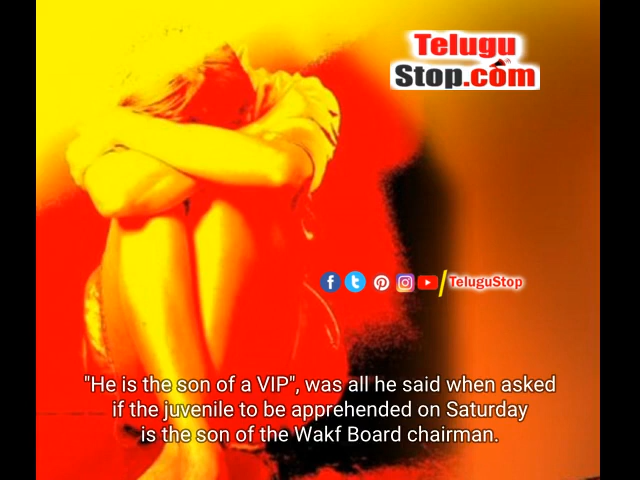 Telugu
Stop.com
TeluguStop
"He is the son of a VIP", was all he said when asked
if the juvenile to be apprehended on Saturday
is the son of the Wakf Board chairman.